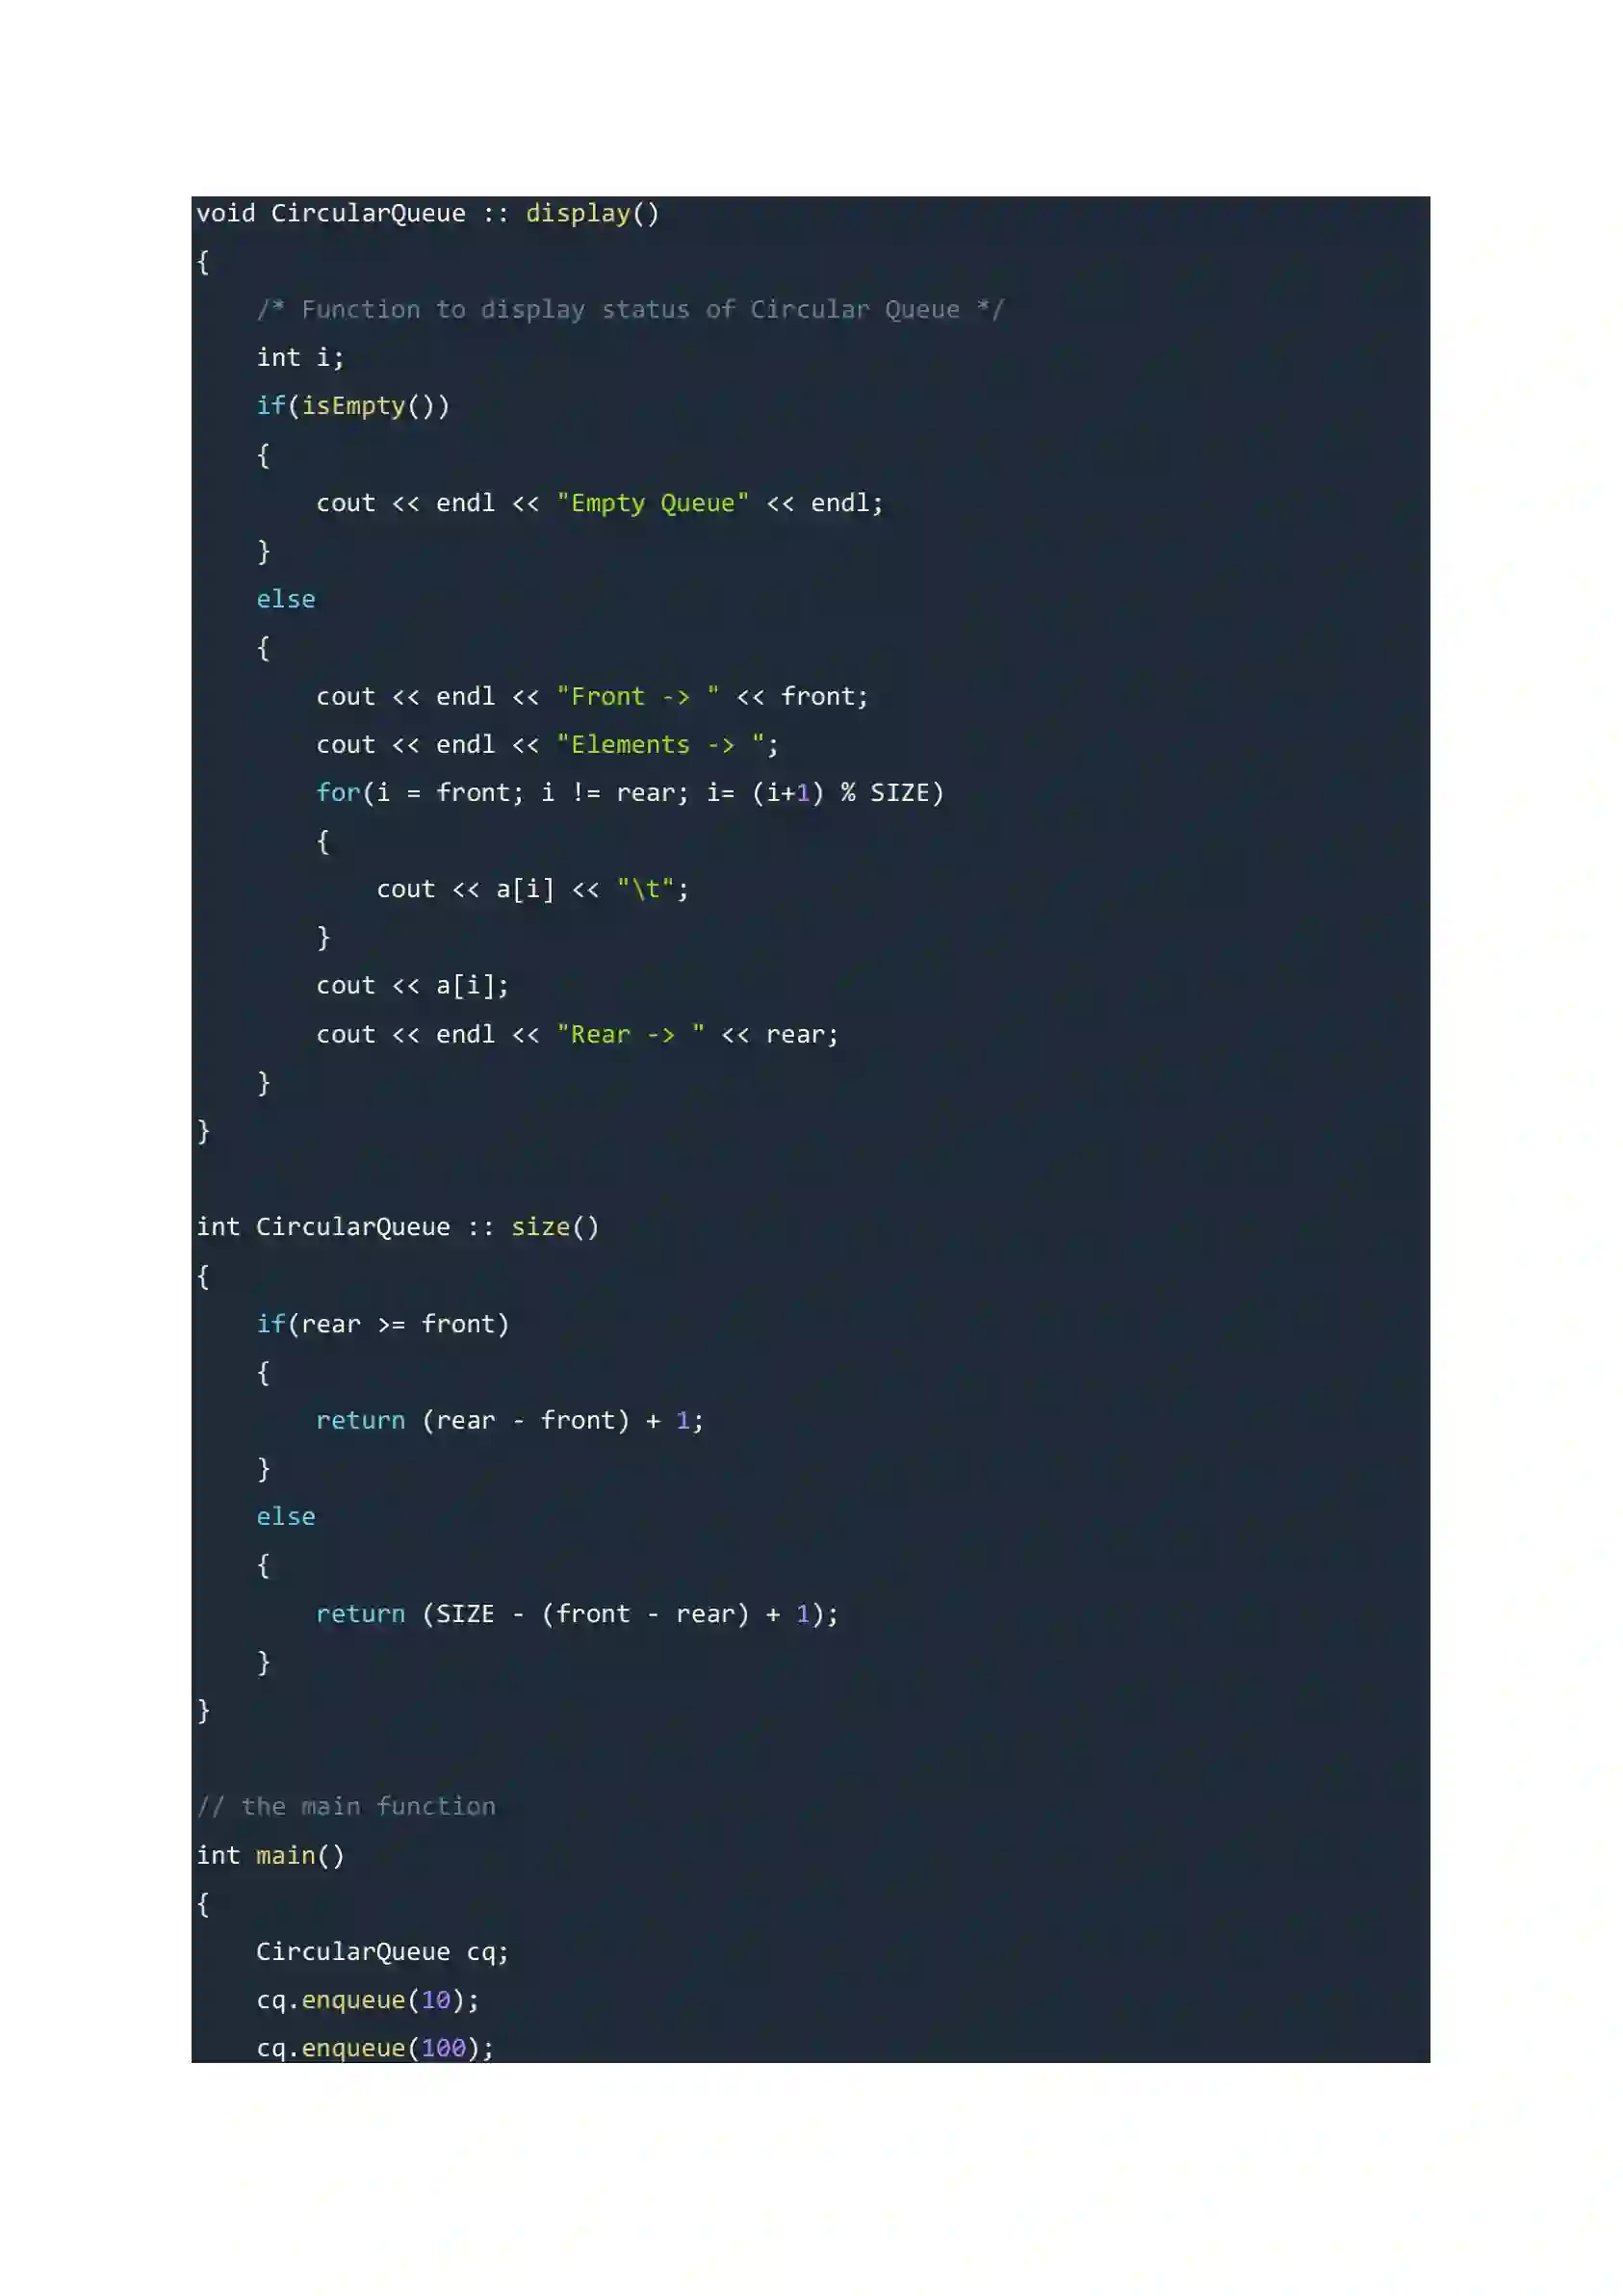 void CircularQueue :: display()
{
    /* Function to display status of Circular Queue */
    int i;
    if(isEmpty())
    {
        cout << endl << "Empty Queue" << endl;
    }
    else
    {
        cout << endl << "Front -> " << front;
        cout << endl << "Elements -> ";
        for(i = front; i != rear; i= (i+1) % SIZE)
        {
            cout << a[i] << "\t";
        }
        cout << a[i];
        cout << endl << "Rear -> " << rear;
    }
}

int CircularQueue :: size()
{
    if(rear >= front)
    {
        return (rear - front) + 1;
    }
    else
    {
        return (SIZE - (front - rear) + 1);
    }
}

// the main function
int main()
{
    CircularQueue cq;
    cq.enqueue(10);
    cq.enqueue(100);